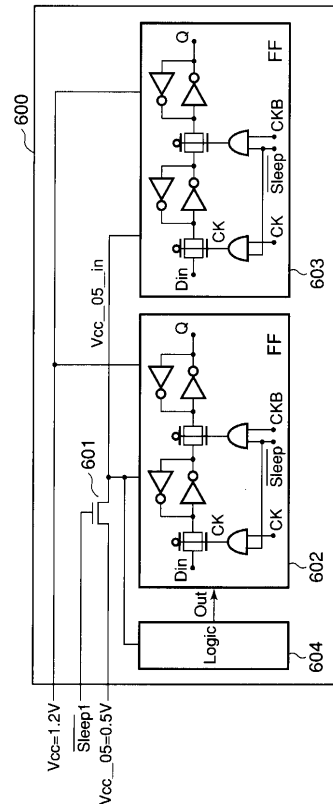 600
Vcc=1.2V
Sleep1
Vcc_05=0.5V
601
Vcc_05_in
604
Logic
Out
602
Din
CK
CK
Sleep
CKB
Q
FF
603
Din
CK
CK
Sleep
CKB
Q
FF